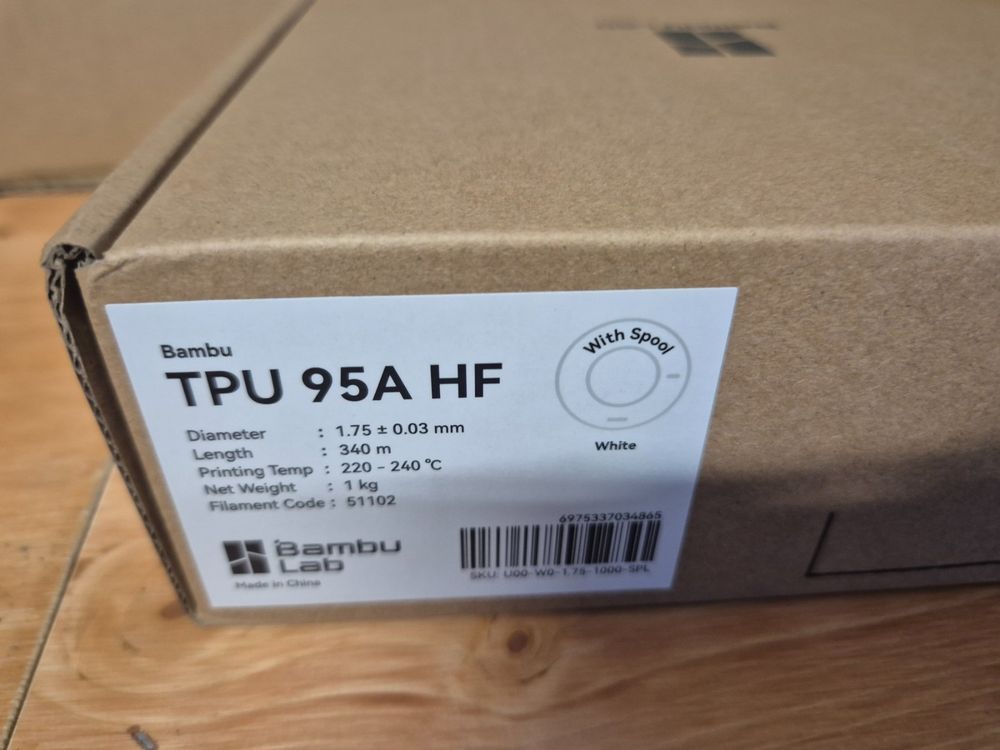 Bambu
TPU 95A HF
With Spool
White
Diameter : 1.75 ± 0.03 mm
Length : 340 m
Printing Temp : 220 - 240 ℃
Net Weight : 1 kg
Filament Code : 51102
Bambu
Lab
Made in China
6975337034865
SKU: U00-W0-1.75-1000-SPL